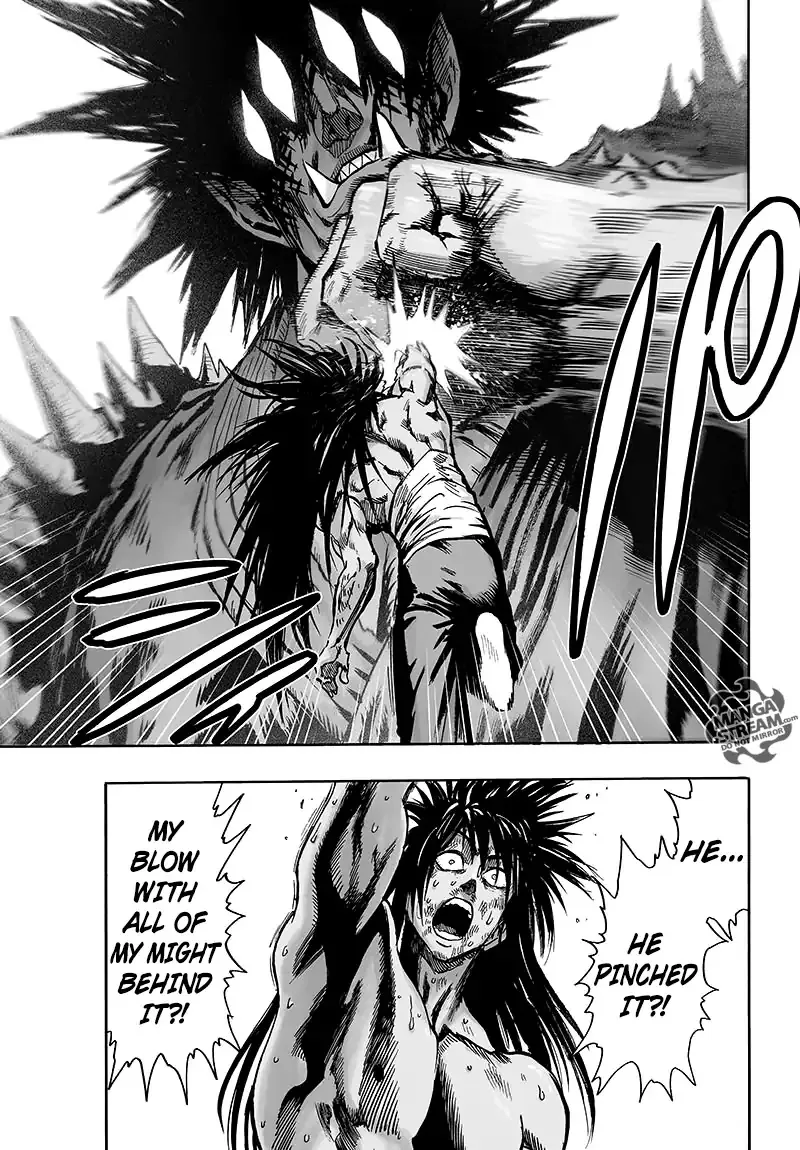 パ
MANGA
STREAM.com
DO NOT MIRROR
HE...
HE
PINCHED
IT?!
MY
BLOW
WITH
ALL OF
MY MIGHT
BEHIND
IT?!